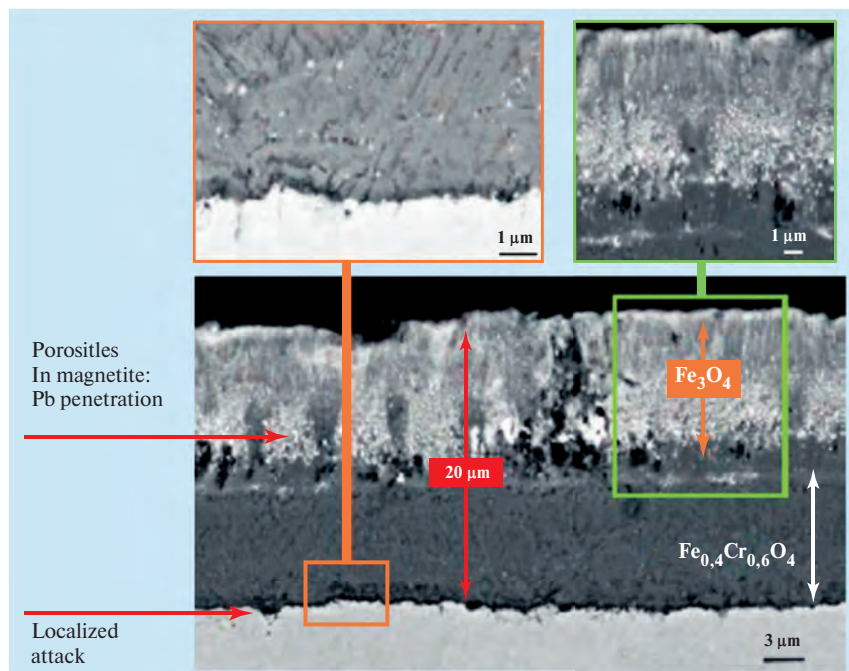 1 μm
1 μm
Porositles
In magnetite:
Pb penetration
Fe3O4
20 μm
Fe0,4Cr0,6O4
Localized
attack
3 μm